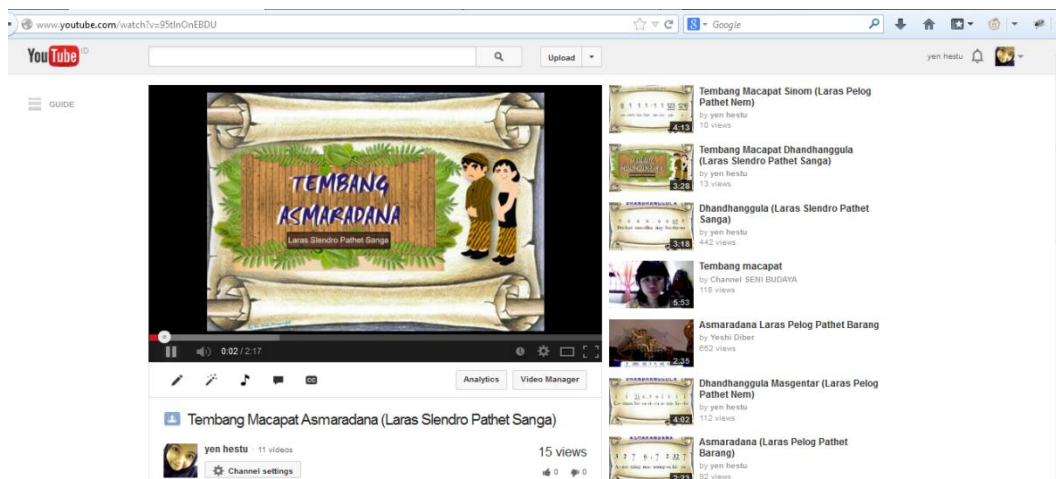 www.youtube.com/watch?v=95tlnOnEBDU
Google
YouTube ID
Upload
yen hestu
GUIDE
TEMBANG
ASMARADANA
Laras Slendro Pathet Sanga
0:02 / 2:17
Analytics
Video Manager
Tembang Macapat Asmaradana (Laras Slendro Pathet Sanga)
yen hestu · 11 videos
Channel settings
15 views
0 0
Tembang Macapat Sinom (Laras Pelog
Pathet Nem)
by yen hestu
10 views
4:13
Tembang Macapat Dhandhanggula
(Laras Slendro Pathet Sanga)
by yen hestu
13 views
3:28
Dhandhanggula (Laras Slendro Pathet
Sanga)
by yen hestu
442 views
3:18
Tembang macapat
by Channel SENI BUDAYA
118 views
5:53
Asmaradana Laras Pelog Pathet Barang
by Yeshi Diber
652 views
2:35
Dhandhanggula Masgentar (Laras Pelog
Pathet Nem)
by yen hestu
112 views
4:02
Asmaradana (Laras Pelog Pathet
Barang)
by yen hestu
92 views
2:23